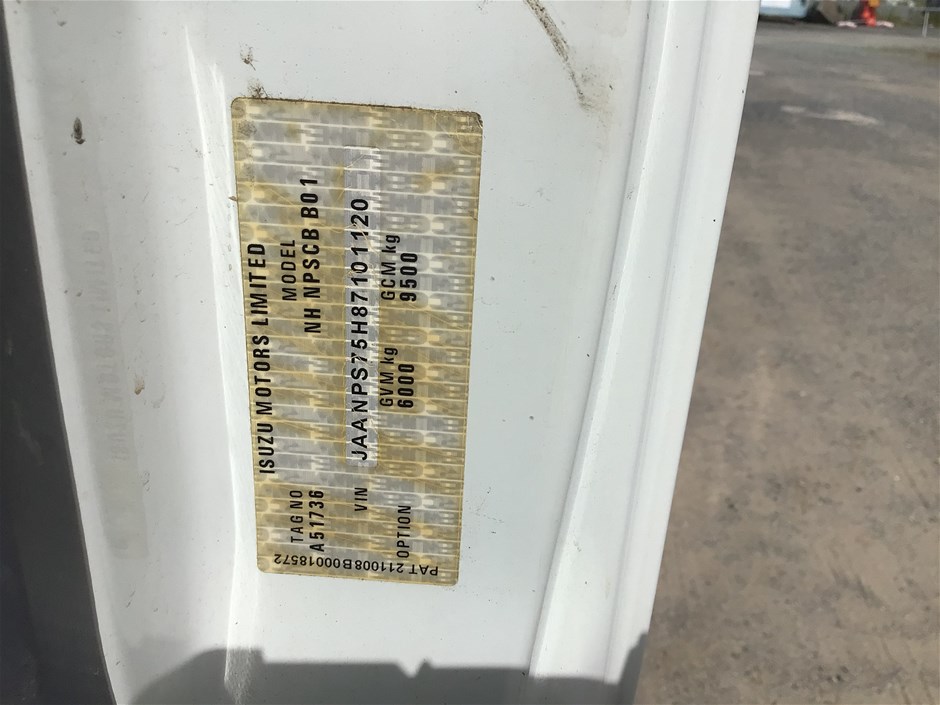 ISUZU MOTORS LIMITED
TAG NO MODEL
A51736 NH NPSCB B01
VIN JAANPS75H87101120
GVM kg GCM kg
OPTION 6000 9500
PAT 211008B00018572